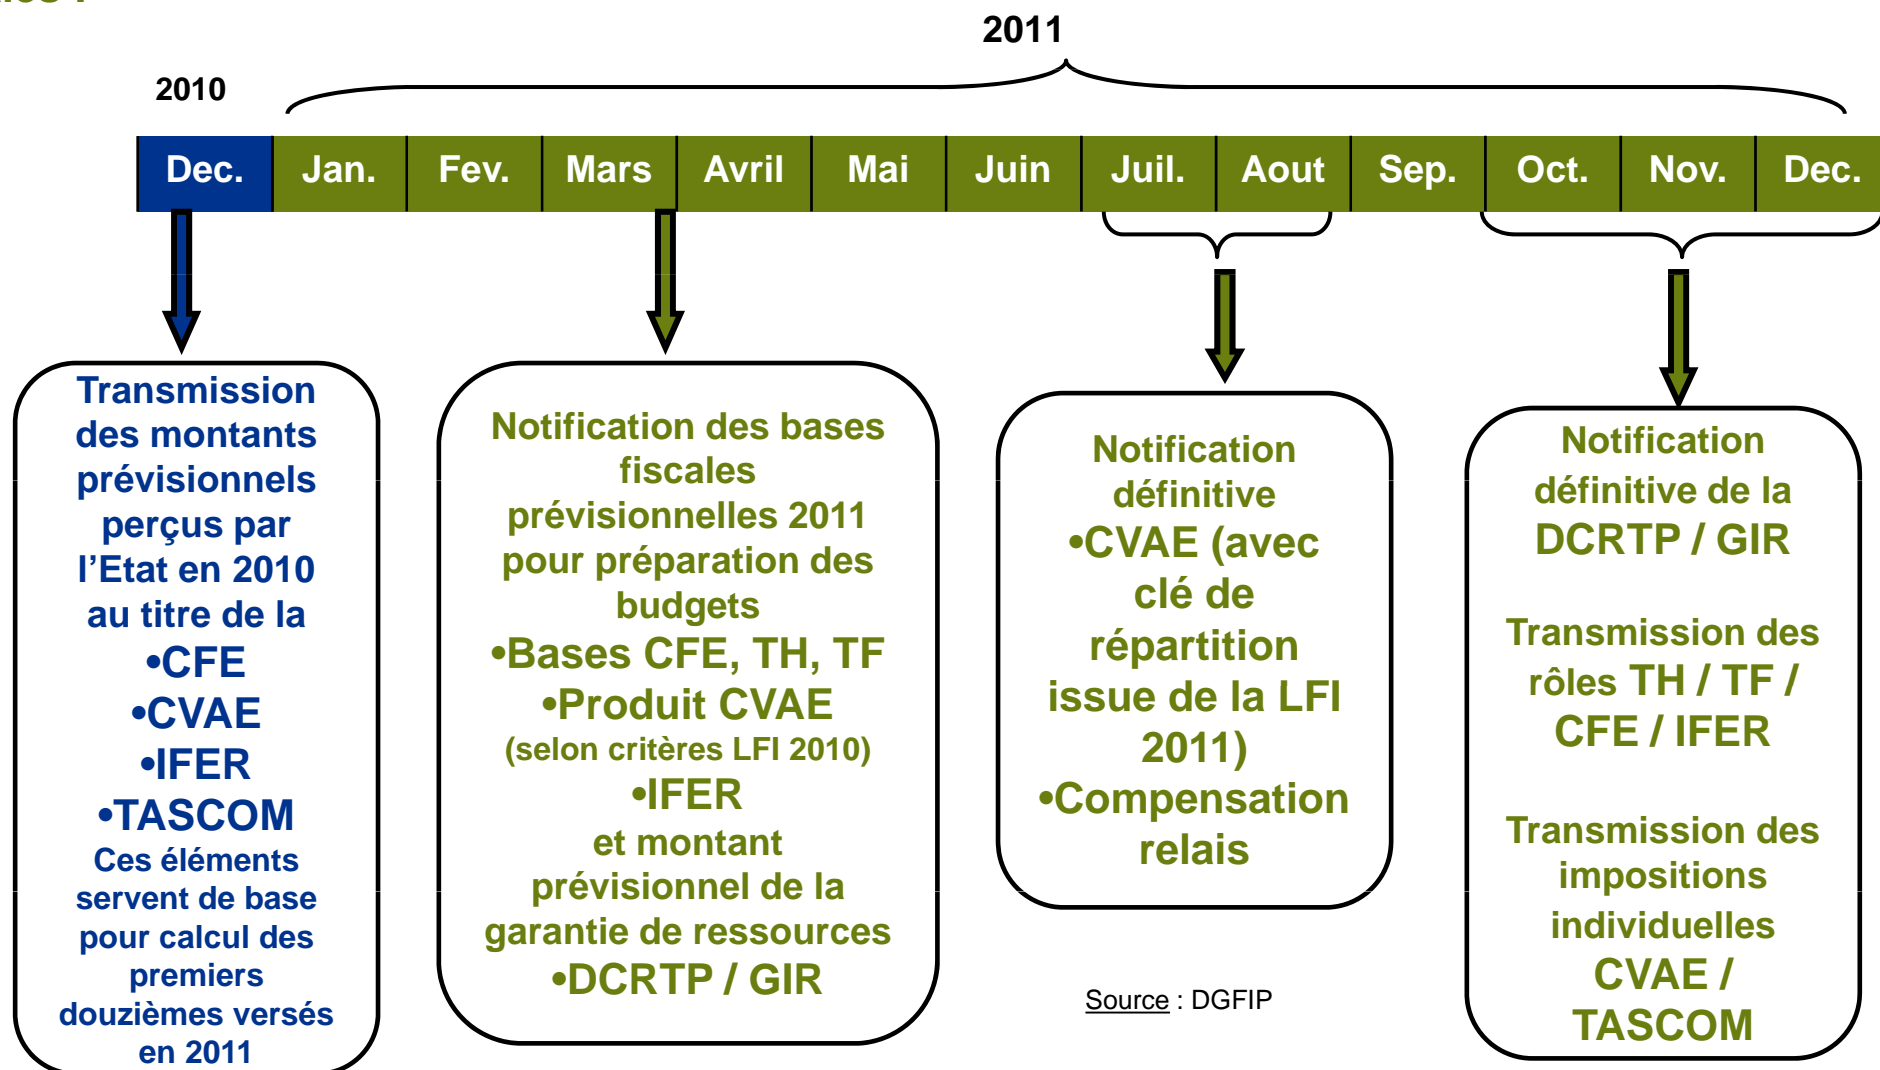 2011
2010
Dec. Jan. Fev. Mars Avril Mai Juin Juil. Aout Sep. Oct. Nov. Dec.
Transmission
des montants
prévisionnels
perçus par
l’Etat en 2010
au titre de la
•CFE
•CVAE
•IFER
•TASCOM
Ces éléments
servent de base
pour calcul des
premiers
douzièmes versés
en 2011
Notification des bases
fiscales
prévisionnelles 2011
pour préparation des
budgets
•Bases CFE, TH, TF
•Produit CVAE
(selon critères LFI 2010)
•IFER
et montant
prévisionnel de la
garantie de ressources
•DCRTP / GIR
Notification
définitive
•CVAE (avec
clé de
répartition
issue de la LFI
2011)
•Compensation
relais
Notification
définitive de la
DCRTP / GIR
Transmission des
rôles TH / TF /
CFE / IFER
Transmission des
impositions
individuelles
CVAE /
TASCOM
Source : DGFIP